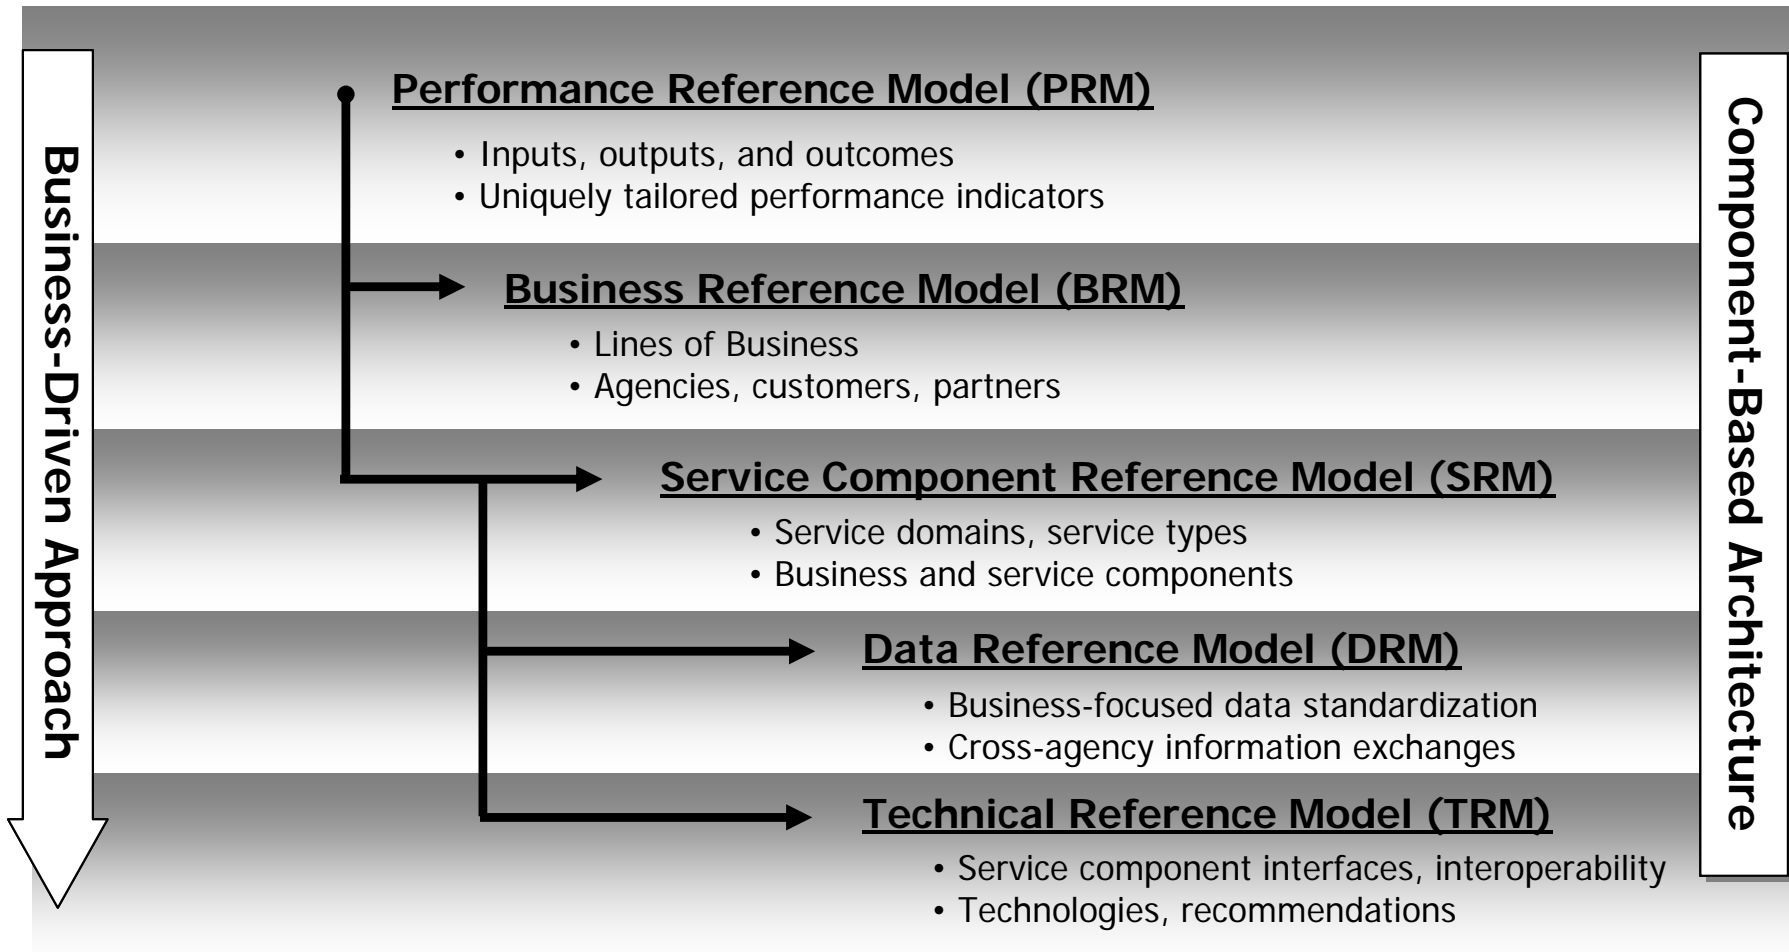 Business-Driven Approach
Performance Reference Model (PRM)
• Inputs, outputs, and outcomes
• Uniquely tailored performance indicators
Business Reference Model (BRM)
• Lines of Business
• Agencies, customers, partners
Service Component Reference Model (SRM)
• Service domains, service types
• Business and service components
Data Reference Model (DRM)
• Business-focused data standardization
• Cross-agency information exchanges
Technical Reference Model (TRM)
• Service component interfaces, interoperability
• Technologies, recommendations
Component-Based Architecture